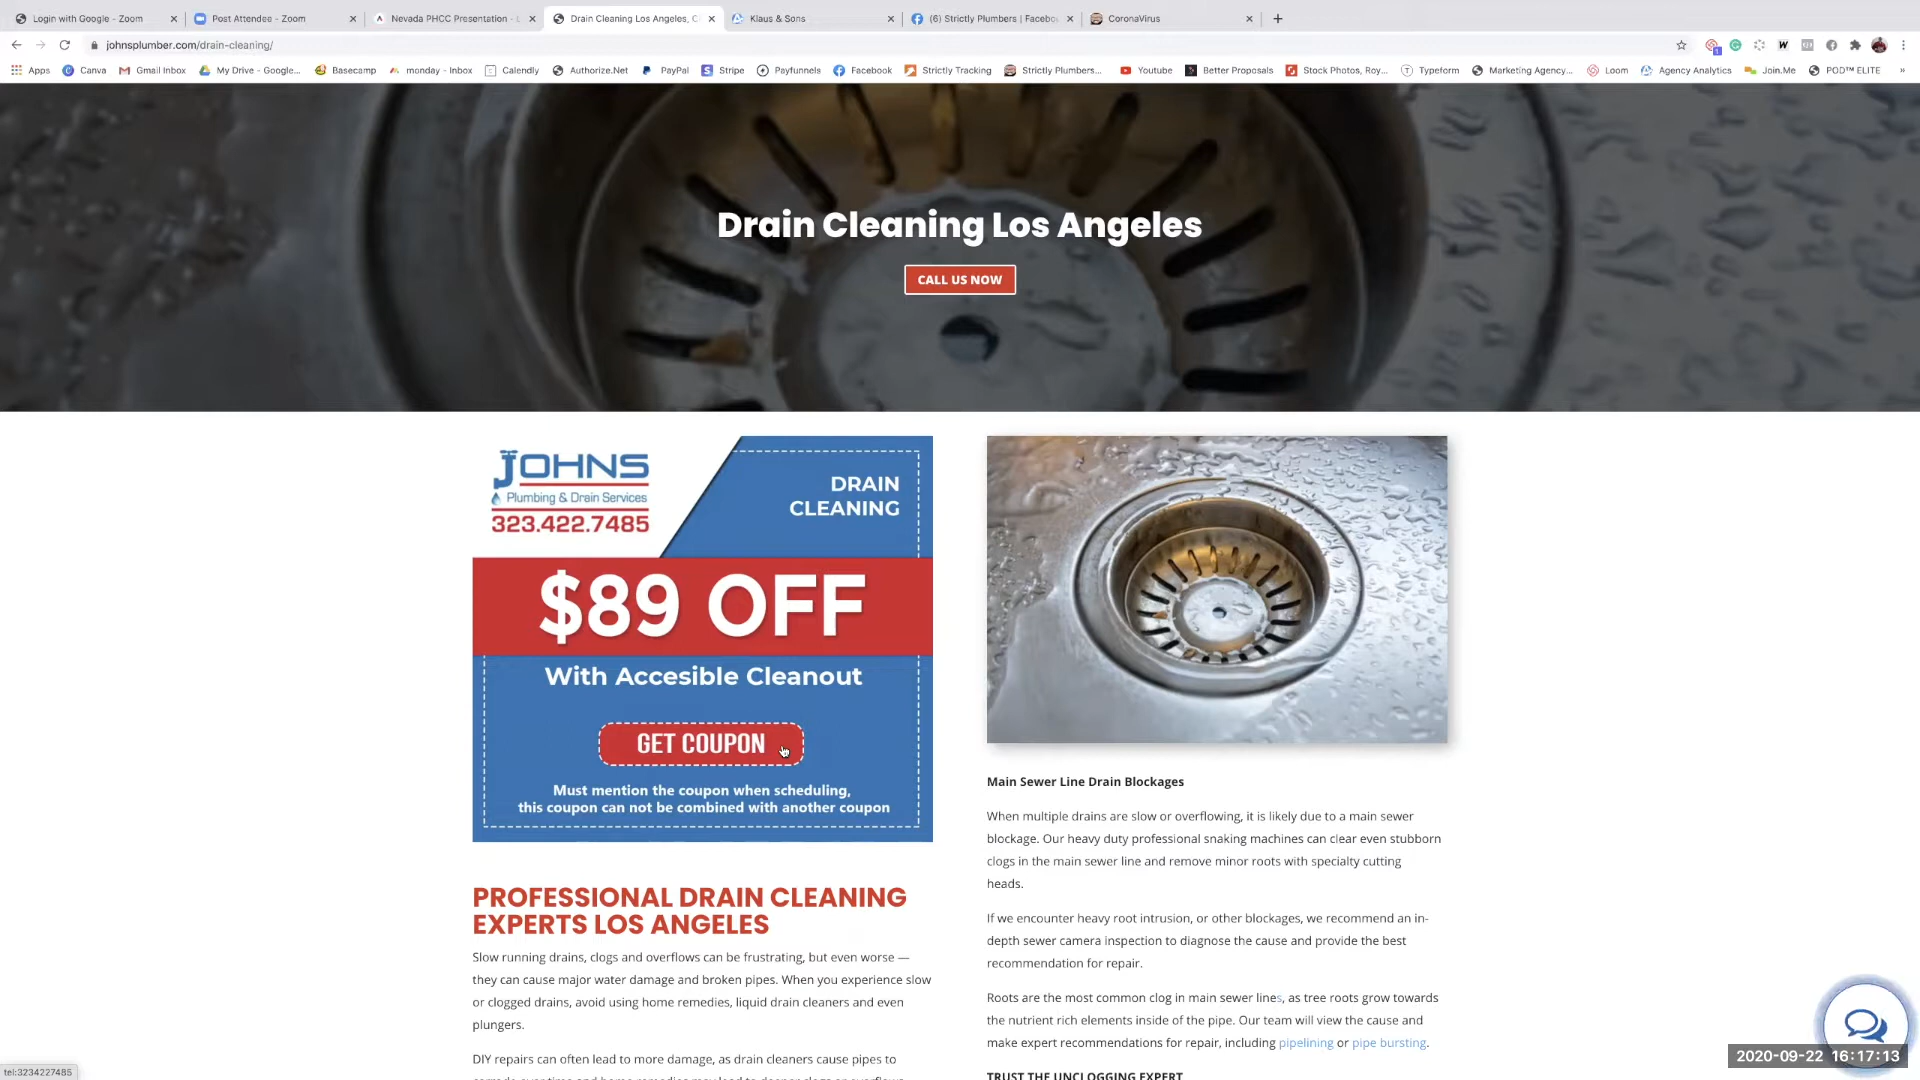 Login with Google - Zoom
Post Attendee - Zoom
Nevada PHCC Presentation -
Drain Cleaning Los Angeles, C
Klaus & Sons
(6) Strictly Plumbers | Facebo
CoronaVirus
johnsplumber.com/drain-cleaning/
Apps Canva Gmail Inbox My Drive - Google... Basecamp monday - Inbox Calendly Authorize.Net PayPal Stripe Payfunnels Facebook Strictly Tracking Strictly Plumbers... Youtube Better Proposals Stock Photos, Roy... Typeform Marketing Agency... Loom Agency Analytics Join.Me POD™ ELITE »
Drain Cleaning Los Angeles
CALL US NOW
JOHNS
Plumbing & Drain Services
323.422.7485
DRAIN
CLEANING
$89 OFF
With Accesible Cleanout
GET COUPON
Must mention the coupon when scheduling,
this coupon can not be combined with another coupon
PROFESSIONAL DRAIN CLEANING
EXPERTS LOS ANGELES
Slow running drains, clogs and overflows can be frustrating, but even worse —
they can cause major water damage and broken pipes. When you experience slow
or clogged drains, avoid using home remedies, liquid drain cleaners and even
plungers.
DIY repairs can often lead to more damage, as drain cleaners cause pipes to
Main Sewer Line Drain Blockages
When multiple drains are slow or overflowing, it is likely due to a main sewer
blockage. Our heavy duty professional snaking machines can clear even stubborn
clogs in the main sewer line and remove minor roots with specialty cutting
heads.
If we encounter heavy root intrusion, or other blockages, we recommend an in-
depth sewer camera inspection to diagnose the cause and provide the best
recommendation for repair.
Roots are the most common clog in main sewer lines, as tree roots grow towards
the nutrient rich elements inside of the pipe. Our team will view the cause and
make expert recommendations for repair, including pipelining or pipe bursting.
TRUST THE UNCLOGGING EXPERT
tel:3234227485
2020-09-22 16:17:13